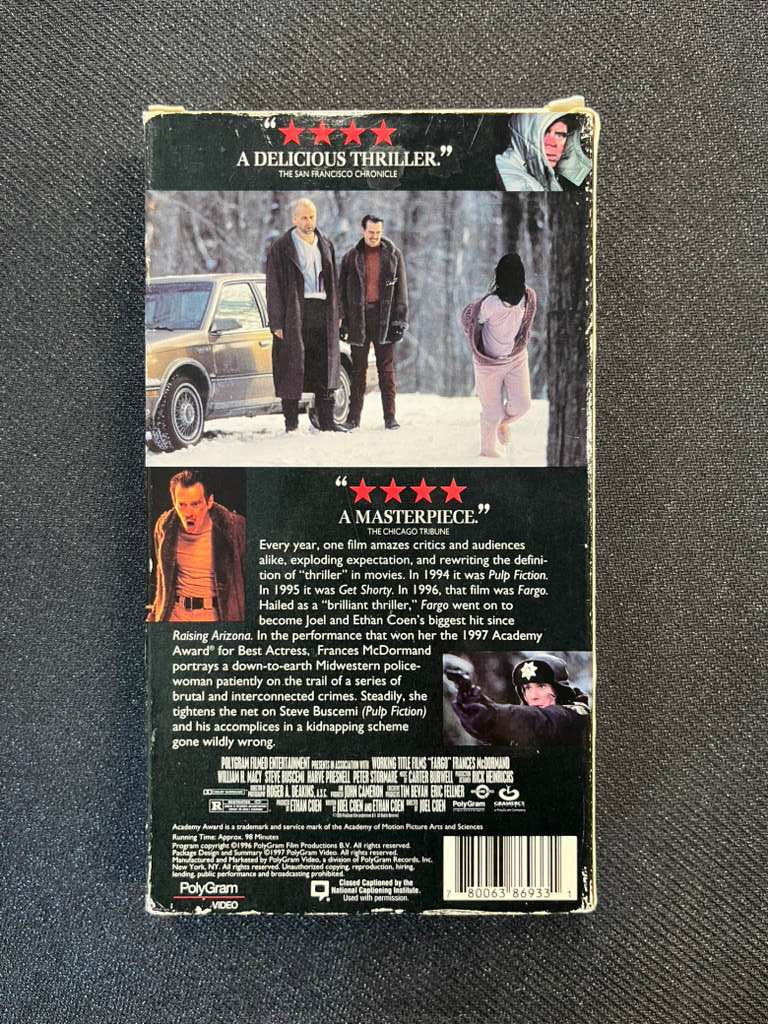 “★★★★
A DELICIOUS THRILLER.”
THE SAN FRANCISCO CHRONICLE
“★★★★
A MASTERPIECE.”
THE CHICAGO TRIBUNE
Every year, one film amazes critics and audiences
alike, exploding expectation, and rewriting the defini-
tion of “thriller” in movies. In 1994 it was Pulp Fiction.
In 1995 it was Get Shorty. In 1996, that film was Fargo.
Hailed as a “brilliant thriller,” Fargo went on to
become Joel and Ethan Coen's biggest hit since
Raising Arizona. In the performance that won her the 1997 Academy
Award® for Best Actress, Frances McDormand
portrays a down-to-earth Midwestern police-
woman patiently on the trail of a series of
brutal and interconnected crimes. Steadily, she
tightens the net on Steve Buscemi (Pulp Fiction)
and his accomplices in a kidnapping scheme
gone wildly wrong.
POLYGRAM FILMED ENTERTAINMENT PRESENTS IN ASSOCIATION WITH WORKING TITLE FILMS "FARGO" FRANCES McDORMAND
WILLIAM H. MACY STEVE BUSCEMI HARVE PRESNELL PETER STORMARE MUSIC BY CARTER BURWELL RICK HEINRICHS
ROGER A. DEAKINS, A.S.C. JOHN CAMERON TIM BEVAN ERIC FELLNER
R RESTRICTED ETHAN COEN JOEL COEN AND ETHAN COEN JOEL COEN PolyGram GRAMERCY
Academy Award is a trademark and service mark of the Academy of Motion Picture Arts and Sciences
Running Time: Approx. 98 Minutes
Program copyright ©1996 PolyGram Film Productions B.V. All rights reserved.
Package Design and Summary ©1997 PolyGram Video. All rights reserved.
Manufactured and Marketed by PolyGram Video, a division of PolyGram Records, Inc.
New York, NY. All rights reserved. Unauthorized copying, reproduction, hiring,
lending, public performance and broadcasting prohibited.
PolyGram
VIDEO
Closed Captioned by the
National Captioning Institute.
Used with permission.
7 80063 86933 1